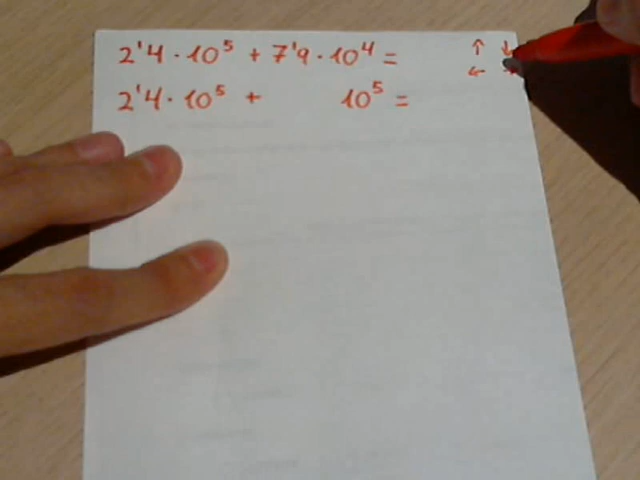 2'4 · 10⁵ + 7'9 · 10⁴ = ↑ ↓
← →
2'4 · 10⁵ + 10⁵ =